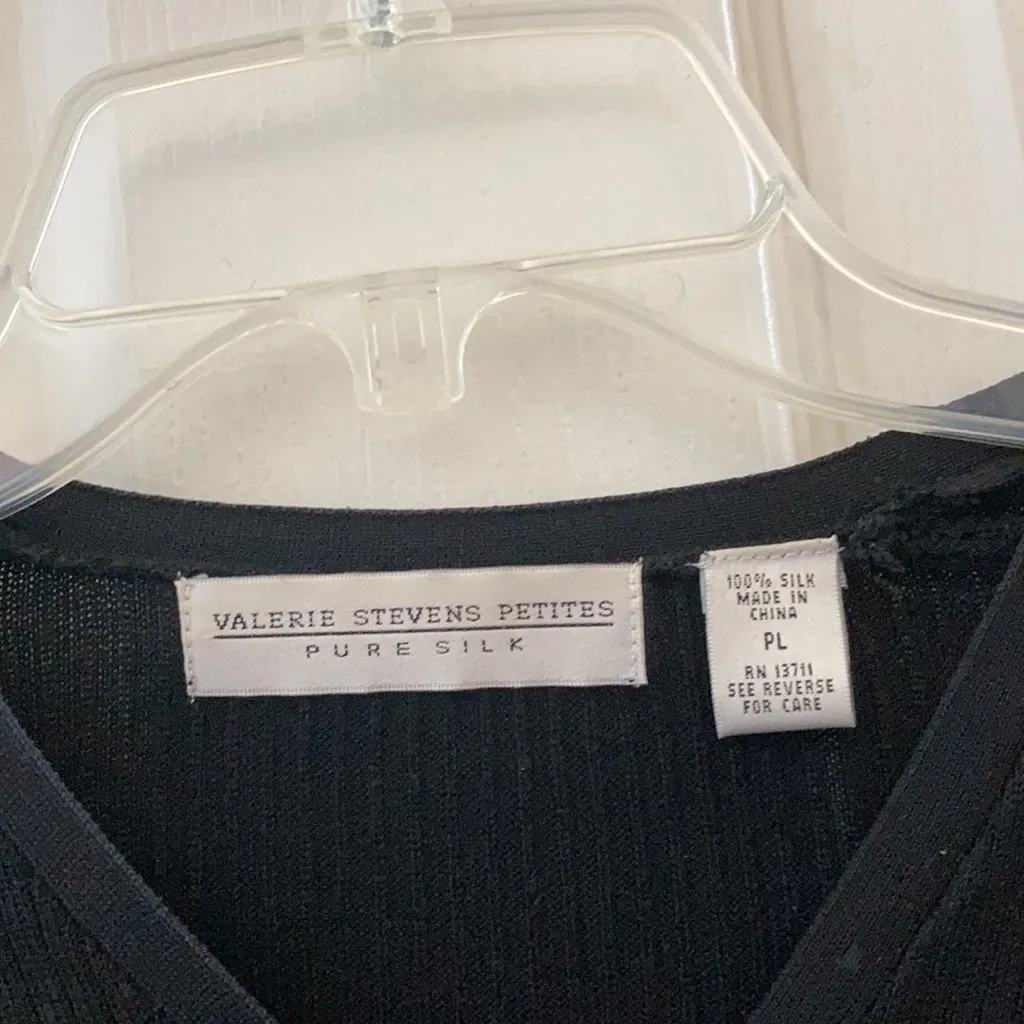 VALERIE STEVENS PETITES
PURE SILK
100% SILK
MADE IN
CHINA
PL
RN 13711
SEE REVERSE
FOR CARE